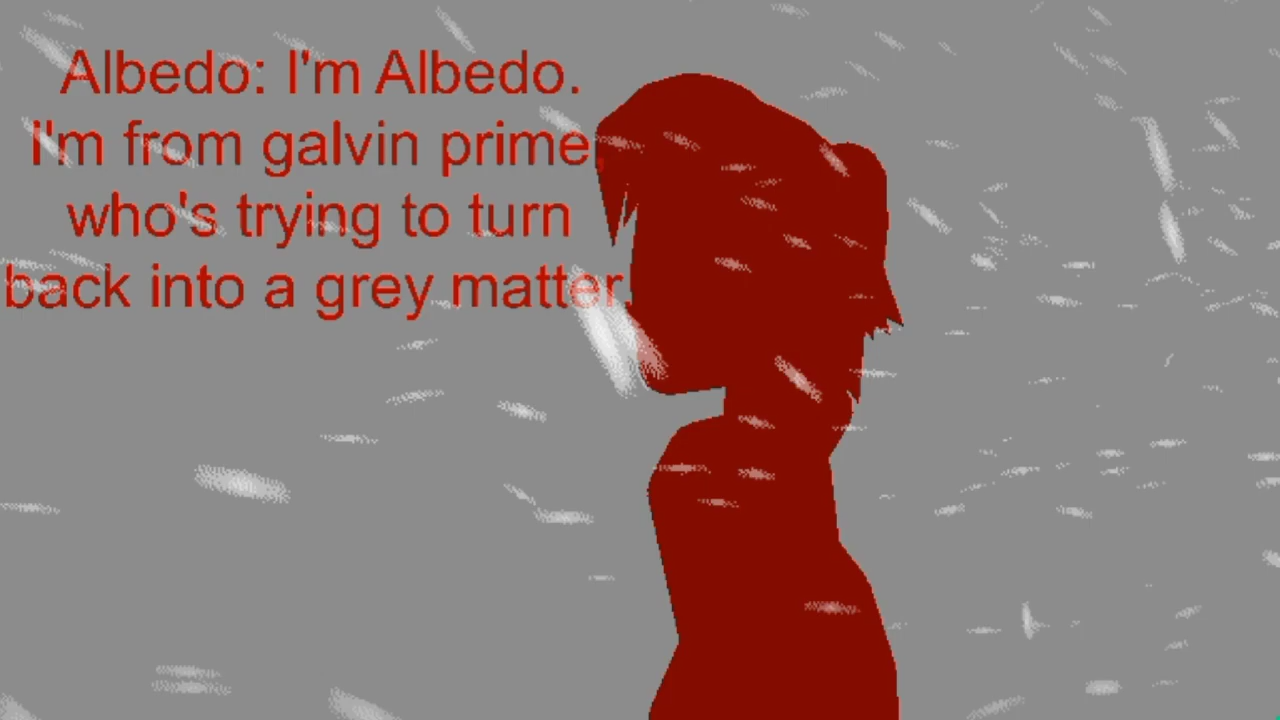 Albedo: I'm Albedo.
I'm from galvin prime,
who's trying to turn
back into a grey matter.